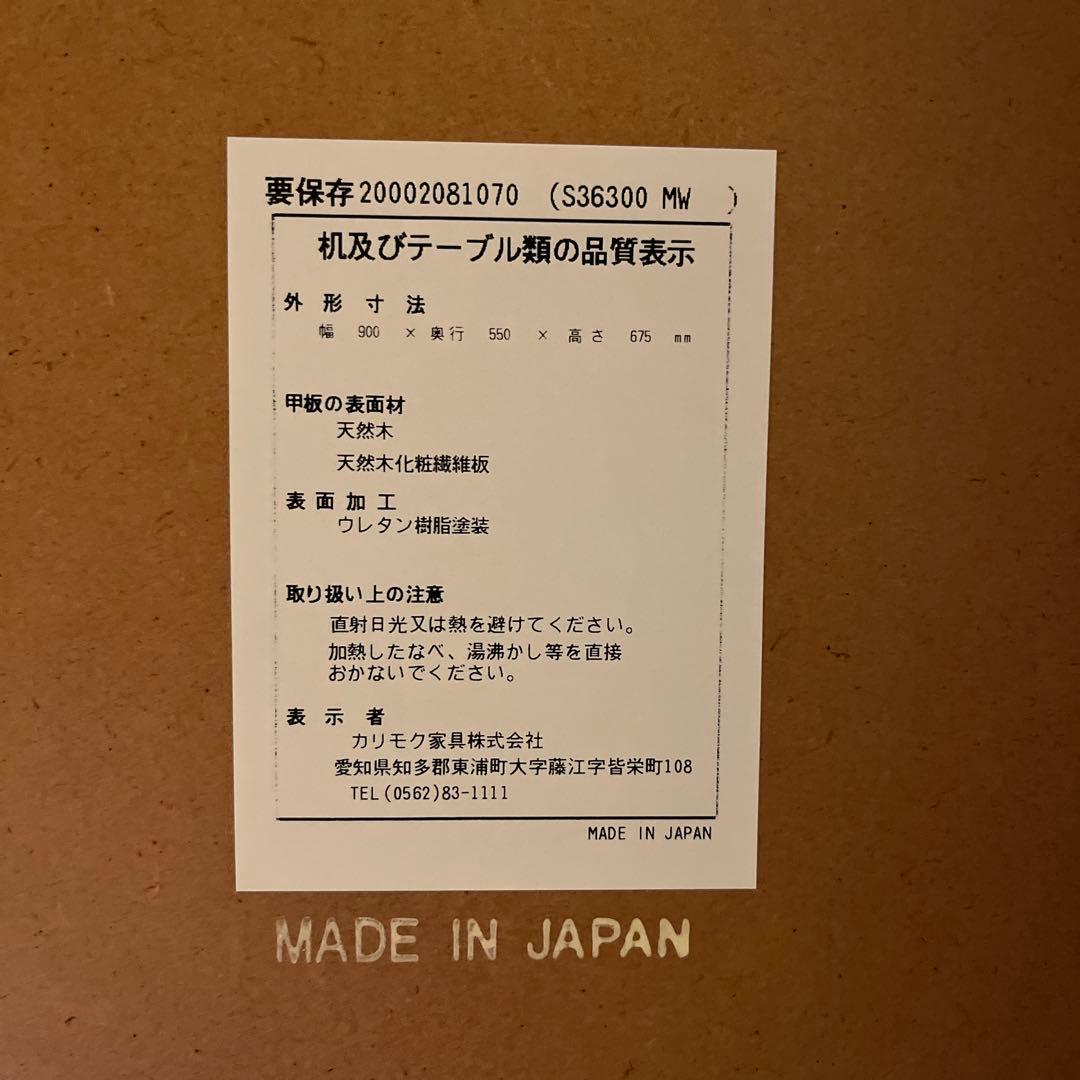 要保存20002081070 (S36300 MW )
机及びテーブル類の品質表示
外形寸法
幅 900 × 奥行 550 × 高さ 675 mm
甲板の表面材
天然木
天然木化粧繊維板
表面加工
ウレタン樹脂塗装
取り扱い上の注意
直射日光又は熱を避けてください。
加熱したなべ、湯沸かし等を直接
おかないでください。
表示者
カリモク家具株式会社
愛知県知多郡東浦町大字藤江字皆栄町108
TEL(0562)83-1111
MADE IN JAPAN
MADE IN JAPAN